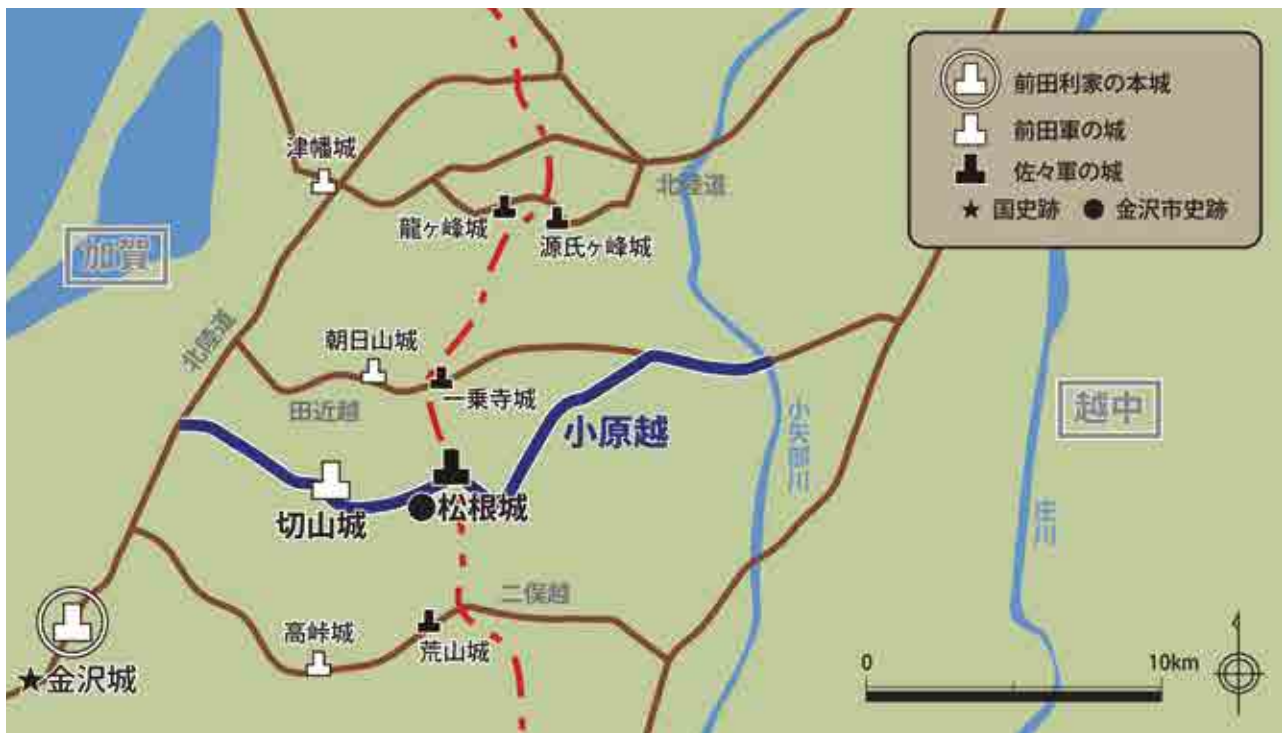 前田利家の本城
前田軍の城
佐々軍の城
★ 国史跡 ● 金沢市史跡
津幡城
北陸道
龍ヶ峰城
源氏ヶ峰城
加賀
北陸道
朝日山城
一乗寺城
田近越
小原越
越中
小矢部川
切山城
●松根城
庄川
二俣越
高峠城
荒山城
★金沢城
0 10km